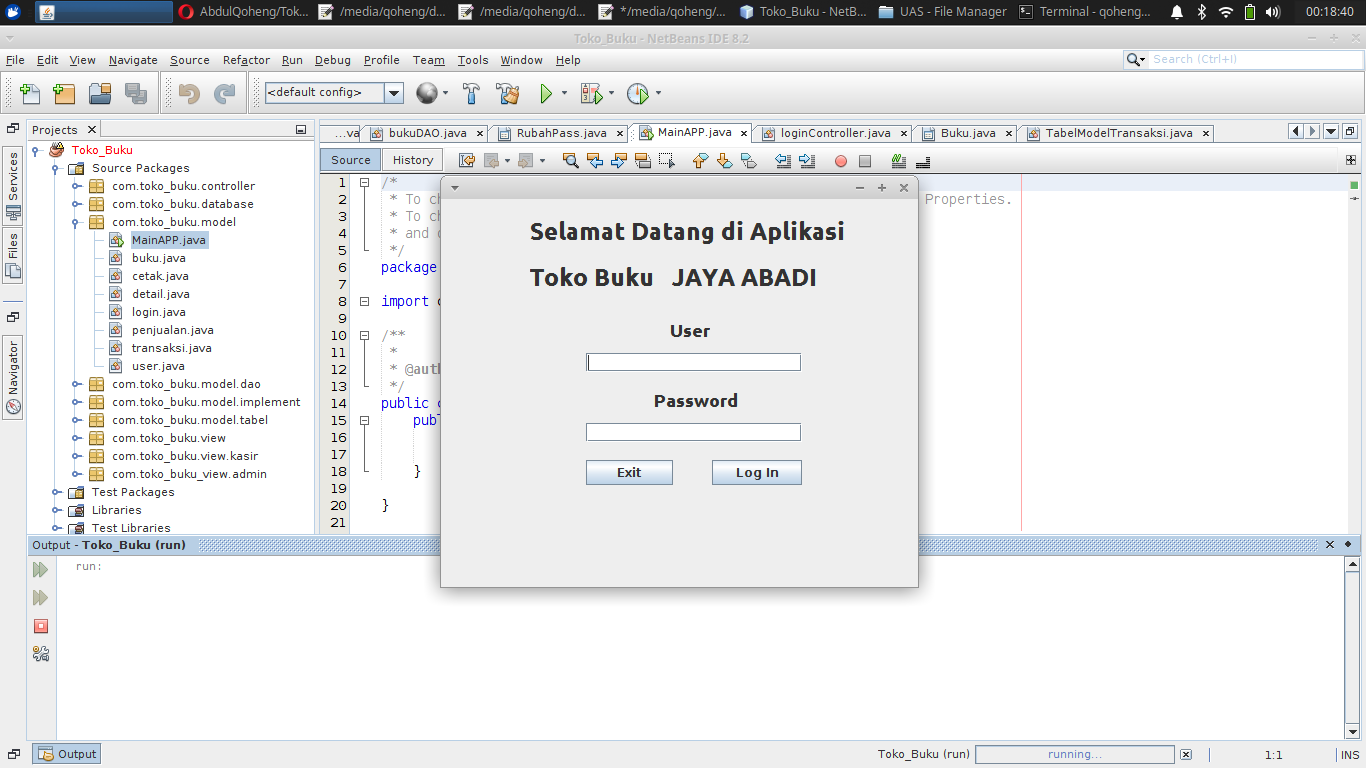 AbdulQoheng/Tok...
/media/qoheng/d...
/media/qoheng/d...
*/media/qoheng/...
Toko_Buku - NetB...
UAS - File Manager
Terminal - qoheng...
00:18:40
Toko_Buku - NetBeans IDE 8.2
File Edit View Navigate Source Refactor Run Debug Profile Team Tools Window Help
Search (Ctrl+I)
<default config>
Services
Files
Navigator
Projects
Toko_Buku
Source Packages
com.toko_buku.controller
com.toko_buku.database
com.toko_buku.model
MainAPP.java
buku.java
cetak.java
detail.java
login.java
penjualan.java
transaksi.java
user.java
com.toko_buku.model.dao
com.toko_buku.model.implement
com.toko_buku.model.tabel
com.toko_buku.view
com.toko_buku.view.kasir
com.toko_buku_view.admin
Test Packages
Libraries
Test Libraries
...va
bukuDAO.java
RubahPass.java
MainAPP.java
loginController.java
Buku.java
TabelModelTransaksi.java
Source History
1 /*
2 * To ch Properties.
3 * To ch
4 * and o
5 */
6 package
7
8 import
9
10 /**
11 *
12 * @auth
13 */
14 public
15 pub
16
17
18 }
19
20 }
21
Selamat Datang di Aplikasi
Toko Buku JAYA ABADI
User
Password
Exit Log In
Output - Toko_Buku (run)
run:
Output
Toko_Buku (run)
running...
1:1
INS